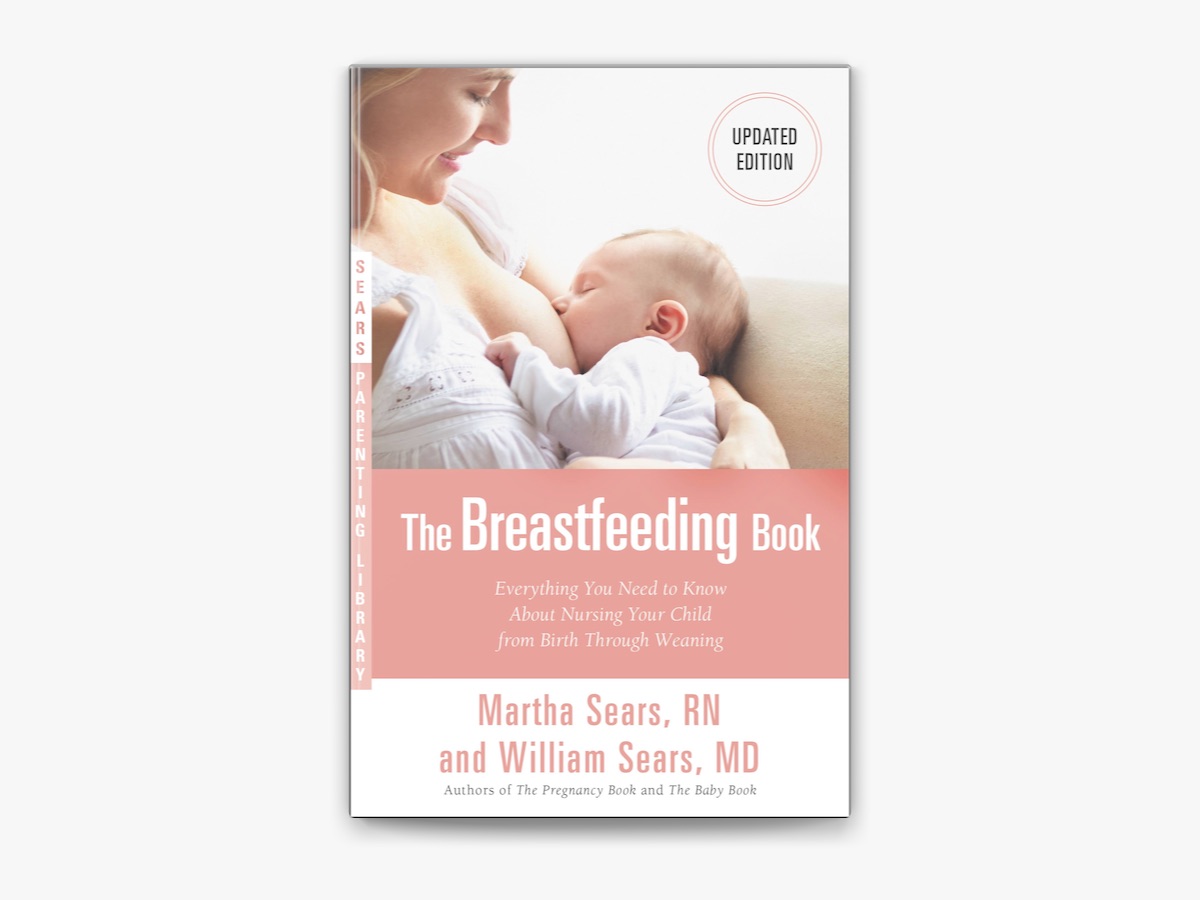 UPDATED
EDITION
SEARS PARENTING LIBRARY
The Breastfeeding Book
Everything You Need to Know
About Nursing Your Child
from Birth Through Weaning
Martha Sears, RN
and William Sears, MD
Authors of The Pregnancy Book and The Baby Book